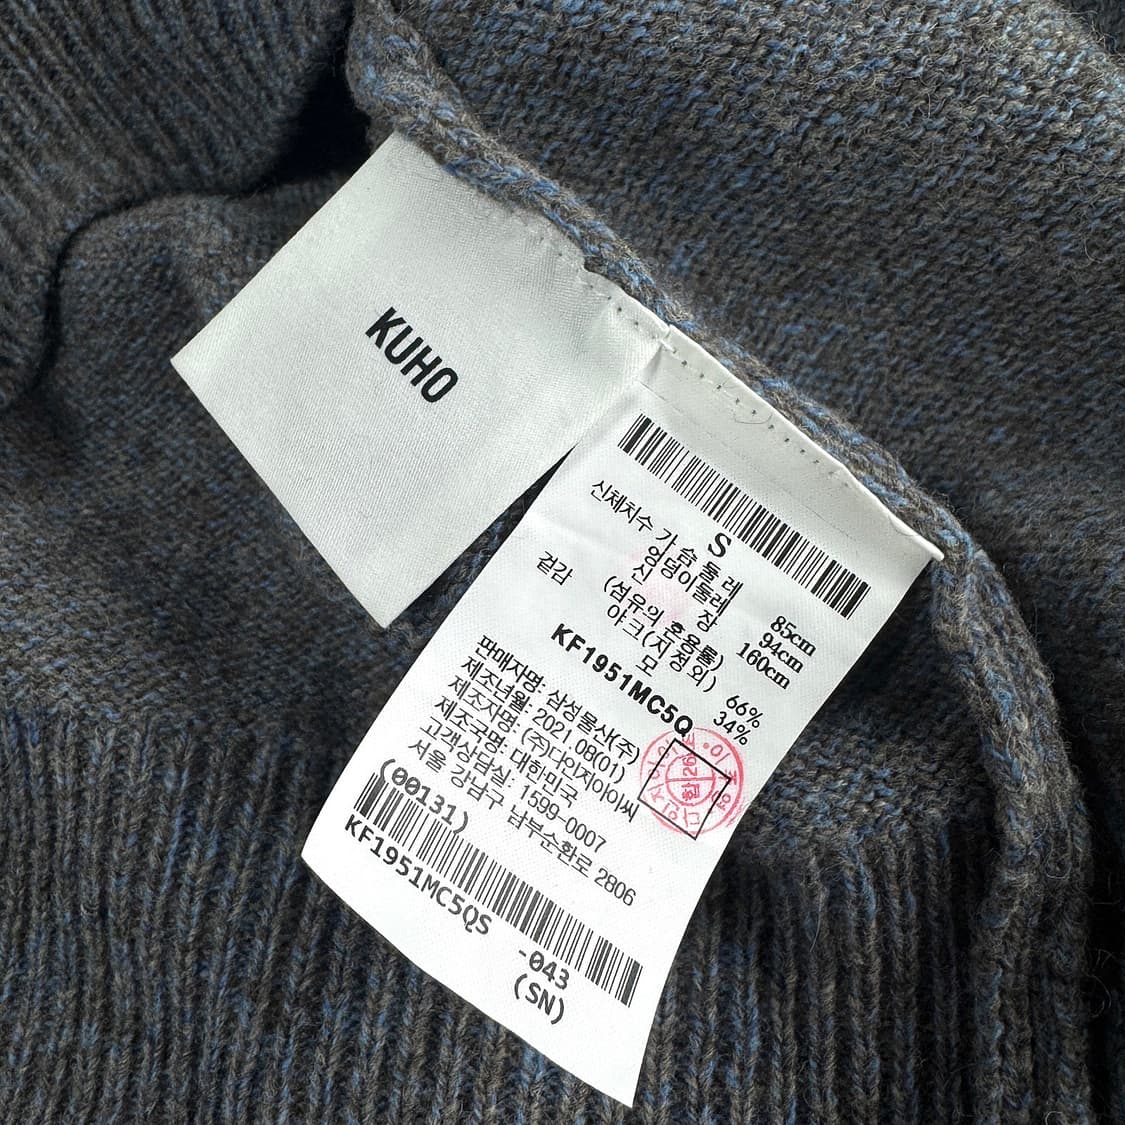 KUHO
S
신체치수 가 슴 둘 레 85cm
엉덩이둘레 94cm
신 장 160cm
겉감 (섬유의 혼용률)
야크(지정외) 66%
모 34%
KF1951MC5Q
판매자명: 삼성물산(주)
제조년월: 2021.08(01)
제조자명: (주)다인지아이씨
제조국명: 대한민국
고객상담실: 1599-0007
서울 강남구 남부순환로 2806
(00131)
KF1951MC5QS -043
(SN)